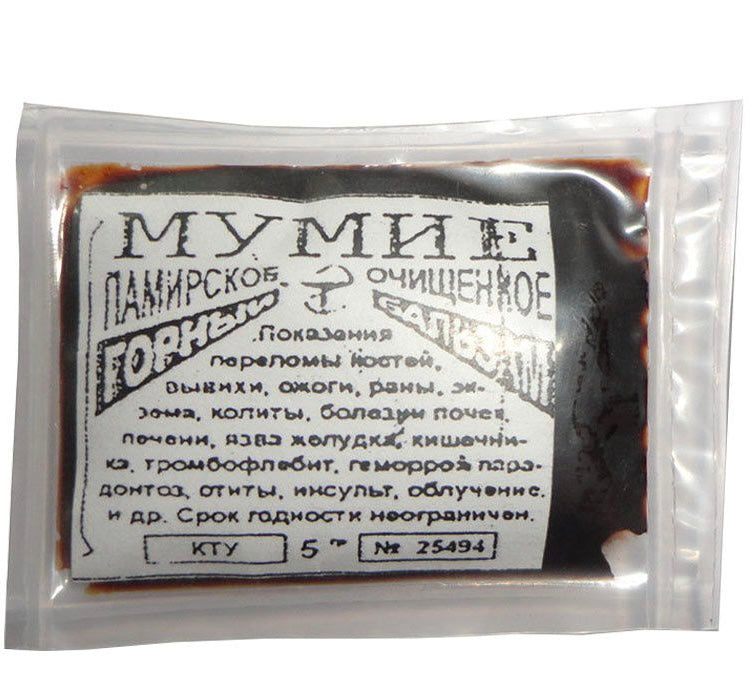 МУМИЕ
ПАМИРСКОЕ ОЧИЩЕННОЕ
ГОРНЫЙ БАЛЬЗАМ
Показания
переломы костей,
вывихи, ожоги, раны, эк-
зема, колиты, болезни почек,
печени, язва желудка, кишечни-
ка, тромбофлебит, геморрой паро-
донтоз, отиты, инсульт, облучение.
и др. Срок годности неограничен.
КТУ 5 гр № 25494